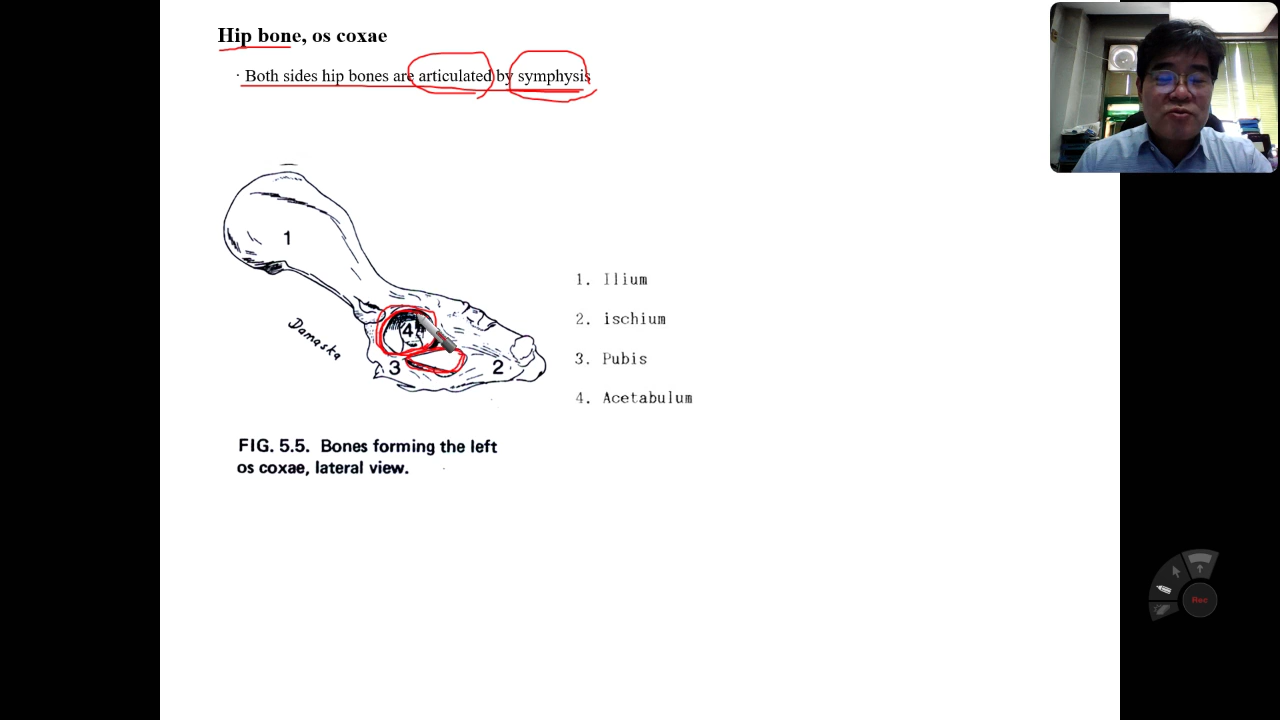 Hip bone, os coxae
· Both sides hip bones are articulated by symphysis
1
4
3
2
Damaska
1. Ilium
2. ischium
3. Pubis
4. Acetabulum
FIG. 5.5. Bones forming the left
os coxae, lateral view.
Rec